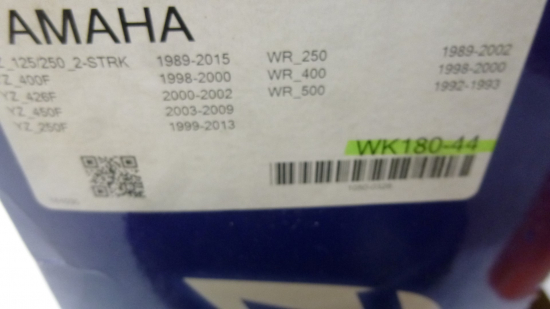 AMAHA
Z_125/250_2-STRK 1989-2015 WR_250 1989-2002
YZ_400F 1998-2000 WR_400 1998-2000
YZ_426F 2000-2002 WR_500 1992-1993
YZ_450F 2003-2009
YZ_250F 1999-2013
WK180-44